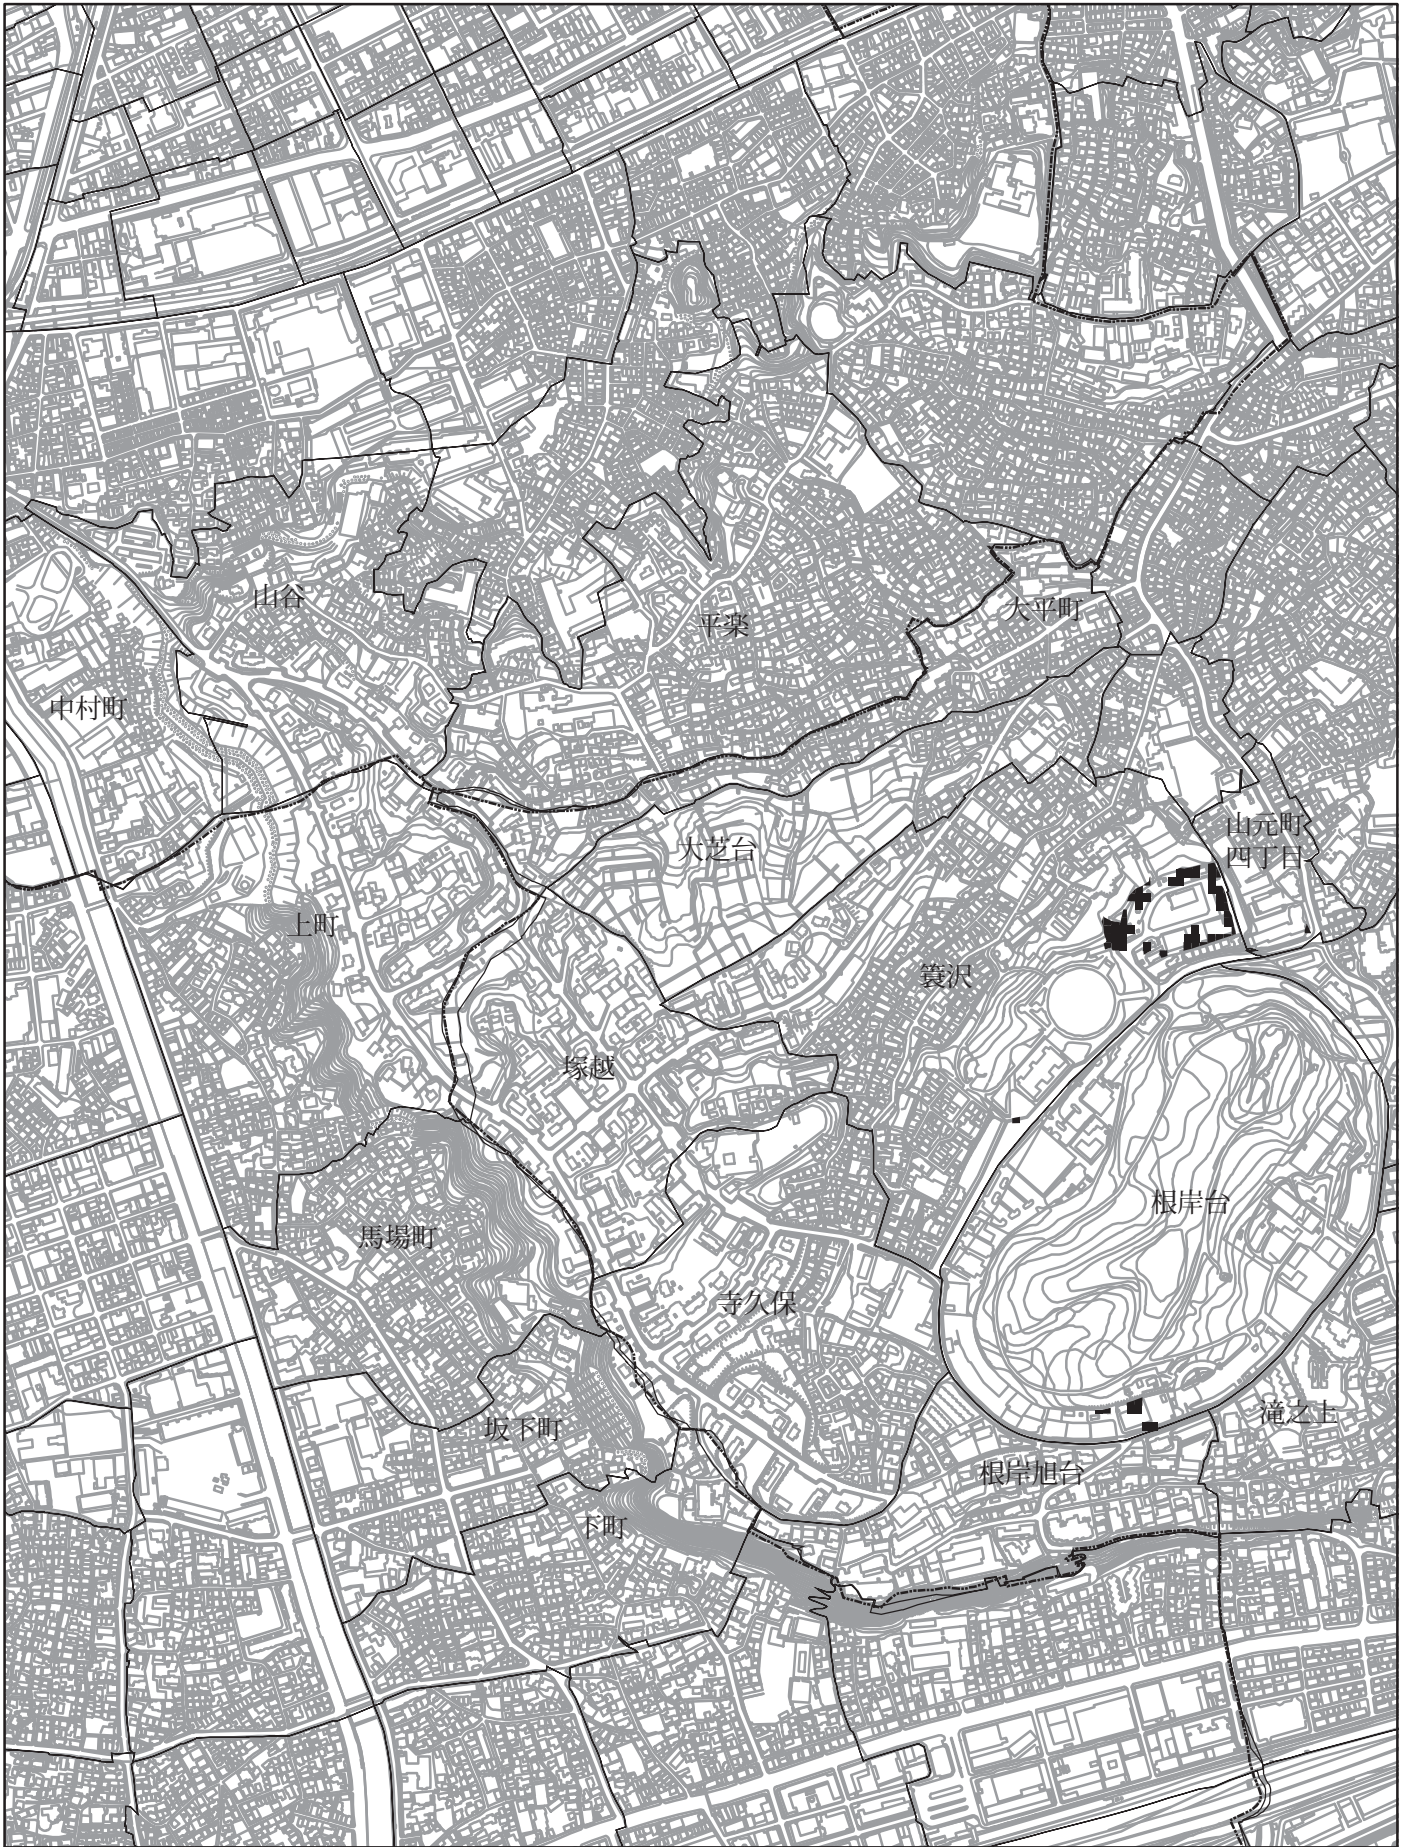 山谷
平楽
大平町
中村町
山元町
四丁目
大芝台
上町
簑沢
塚越
根岸台
馬場町
寺久保
滝之上
坂下町
根岸旭台
下町